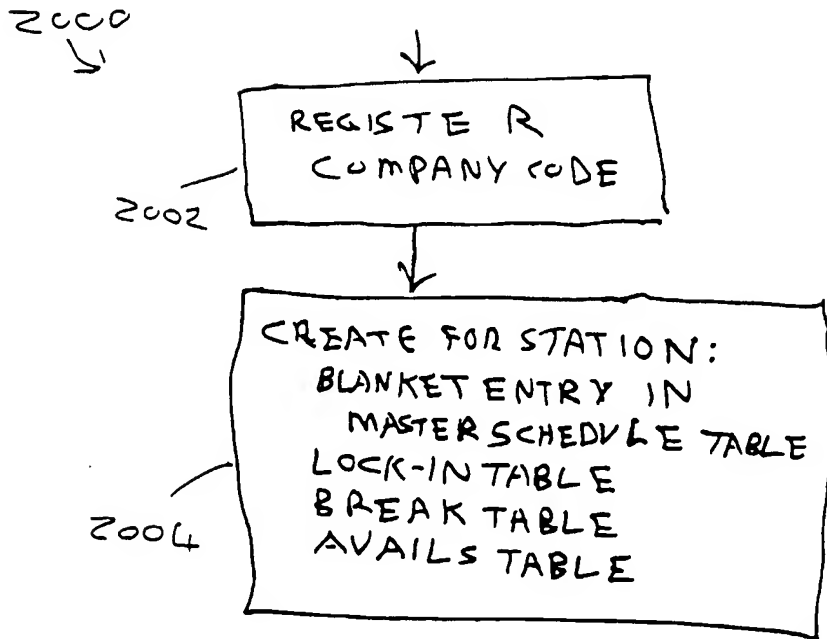 2000
REGISTER
COMPANY CODE
2002
CREATE FOR STATION:
BLANKET ENTRY IN
MASTER SCHEDULE TABLE
LOCK-IN TABLE
BREAK TABLE
AVAILS TABLE
2004